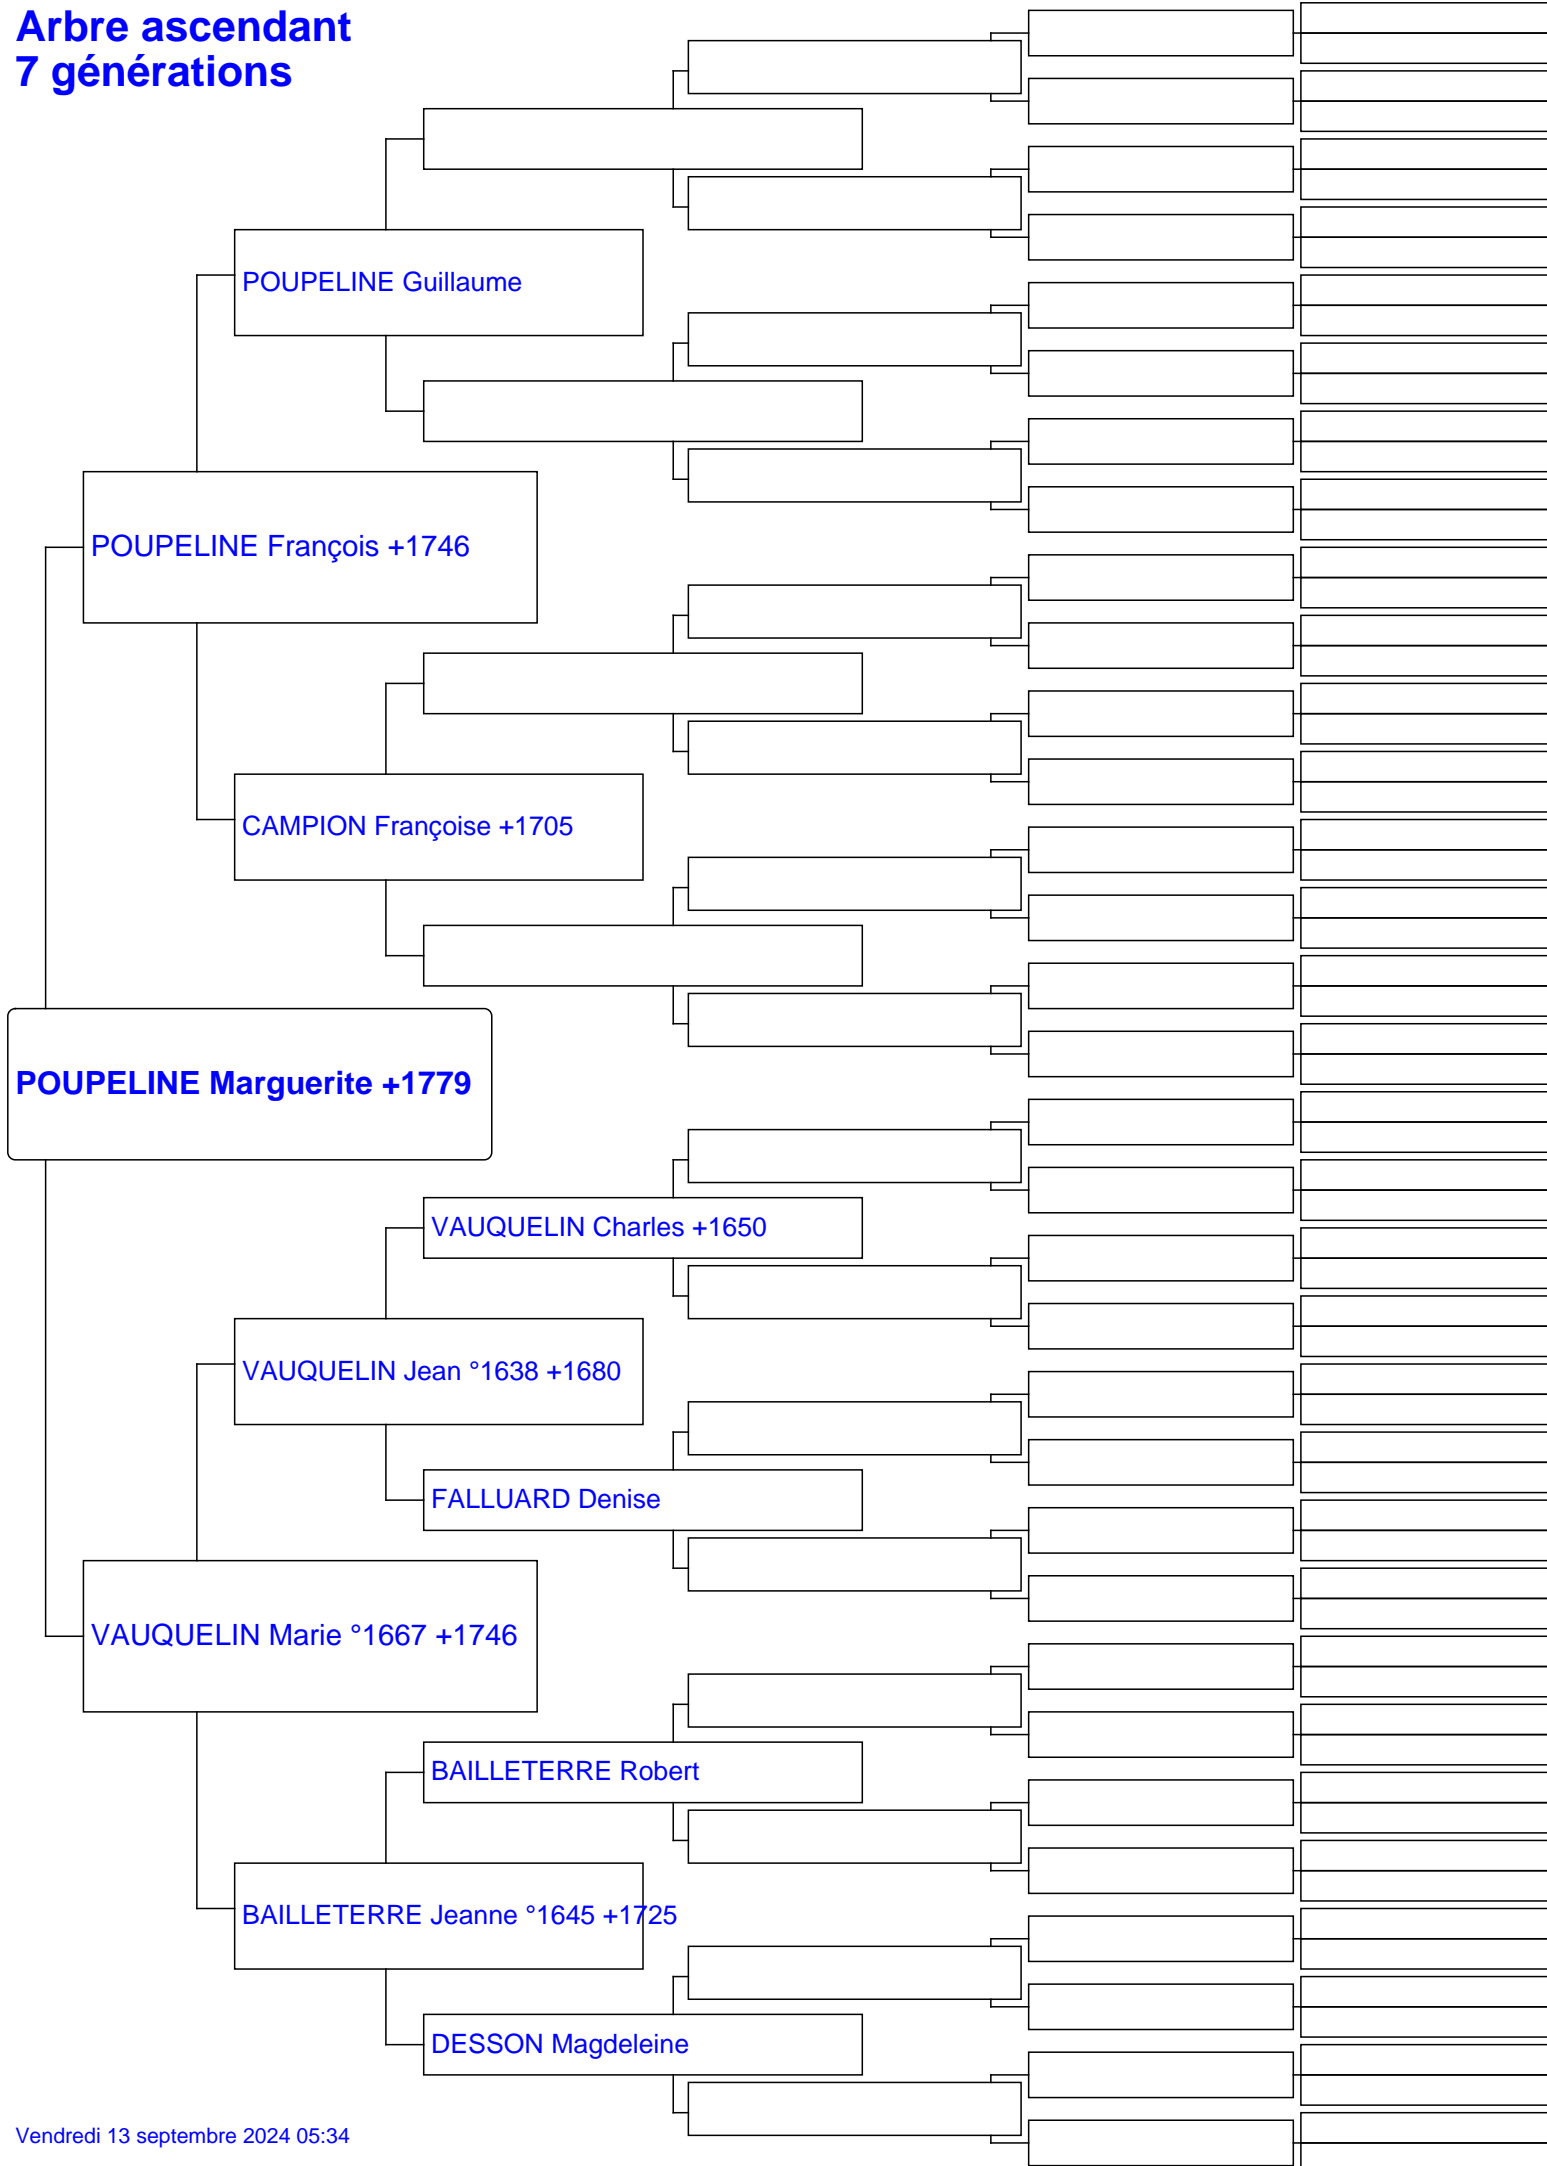 Arbre ascendant
7 générations
POUPELINE Guillaume
POUPELINE François +1746
CAMPION Françoise +1705
POUPELINE Marguerite +1779
VAUQUELIN Charles +1650
VAUQUELIN Jean °1638 +1680
FALLUARD Denise
VAUQUELIN Marie °1667 +1746
BAILLETERRE Robert
BAILLETERRE Jeanne °1645 +1725
DESSON Magdeleine
Vendredi 13 septembre 2024 05:34